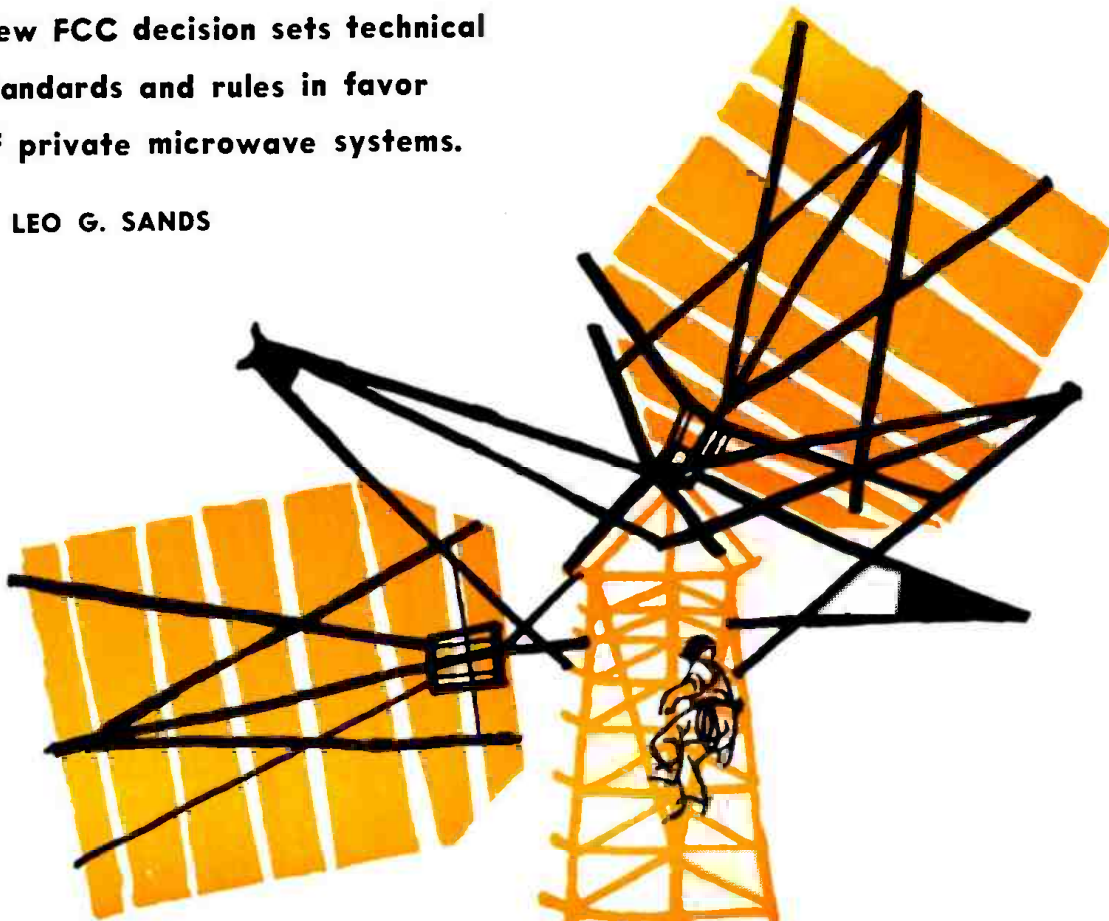 ew FCC decision sets technical
andards and rules in favor
f private microwave systems.
LEO G. SANDS